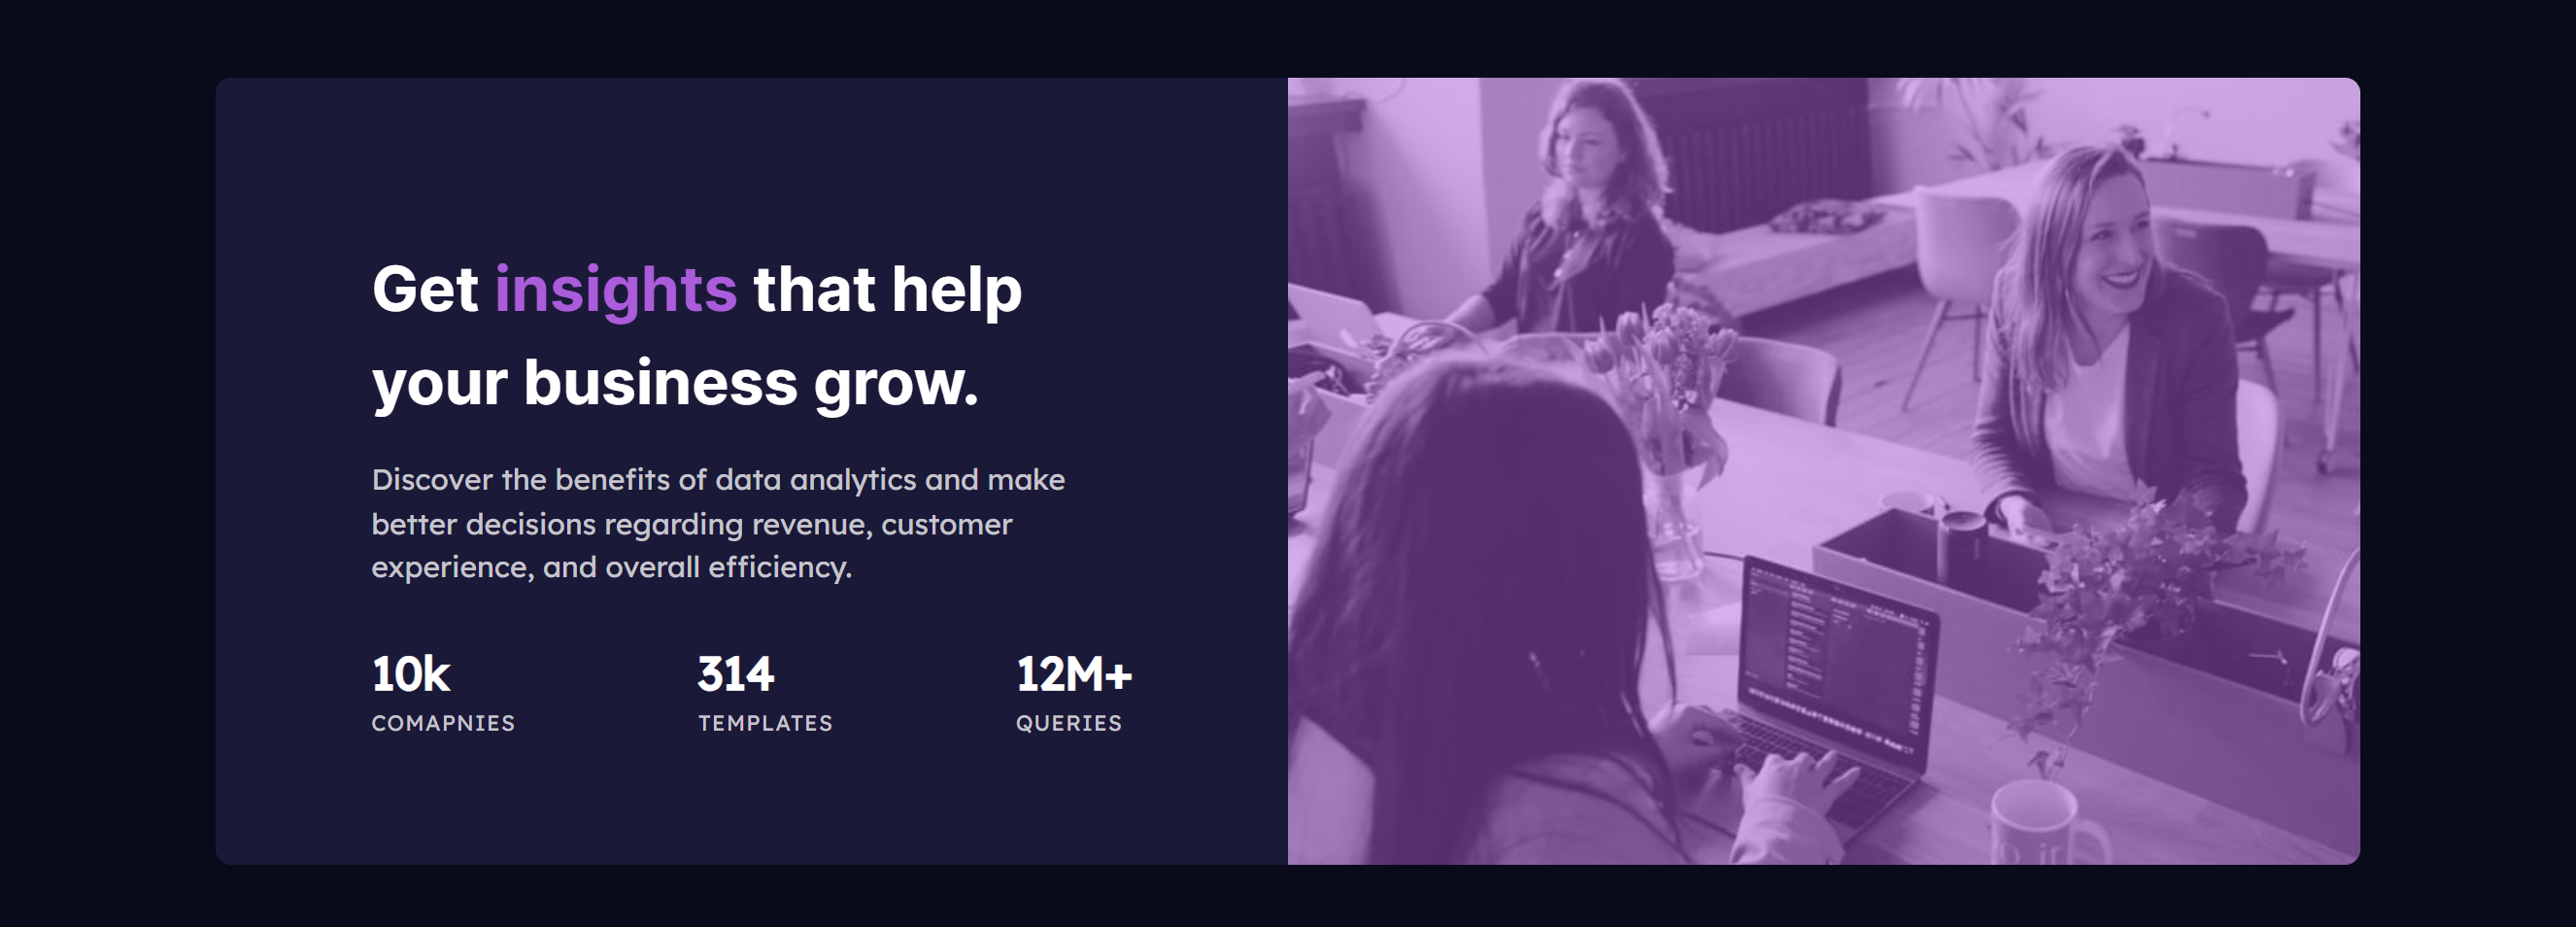 Get insights that help
your business grow.
Discover the benefits of data analytics and make
better decisions regarding revenue, customer
experience, and overall efficiency.
10k 314 12M+
COMAPNIES TEMPLATES QUERIES